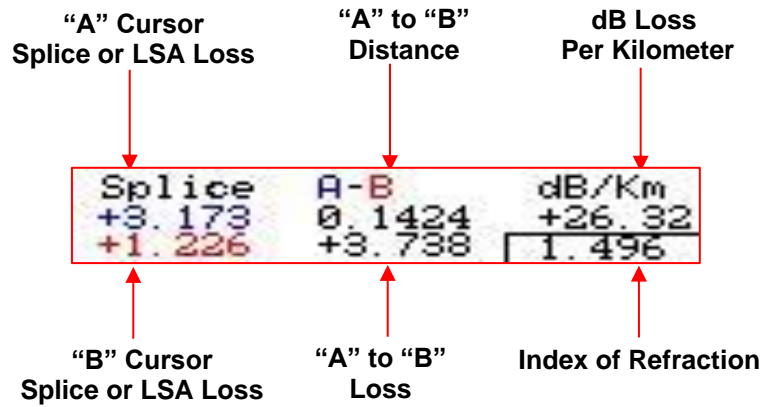 “A” Cursor
Splice or LSA Loss
“A” to “B”
Distance
dB Loss
Per Kilometer
Splice A-B dB/Km
+3.173 0.1424 +26.32
+1.226 +3.738 1.496
“B” Cursor
Splice or LSA Loss
“A” to “B”
Loss
Index of Refraction